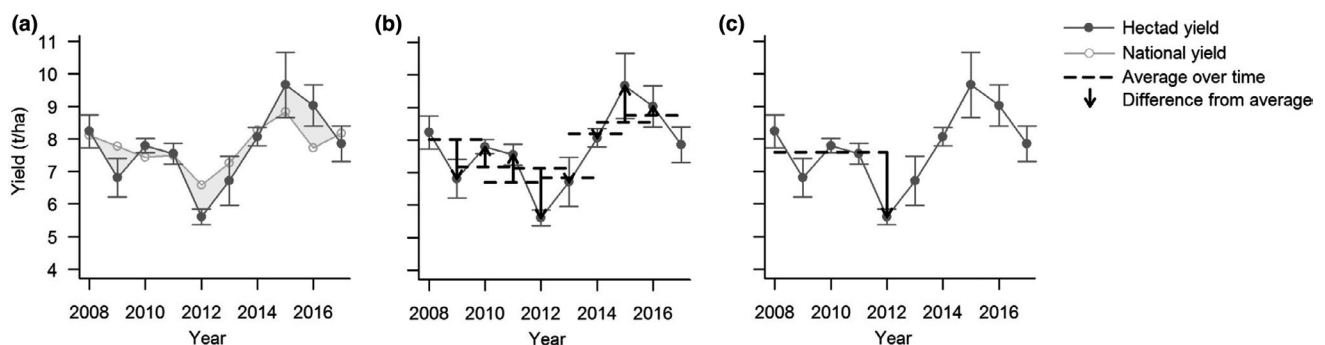 (a)
(b)
(c)
Hectad yield
National yield
Average over time
Difference from average
Yield (t/ha)
11
10
9
8
7
6
5
4
2008 2010 2012 2014 2016
Year
2008 2010 2012 2014 2016
Year
2008 2010 2012 2014 2016
Year